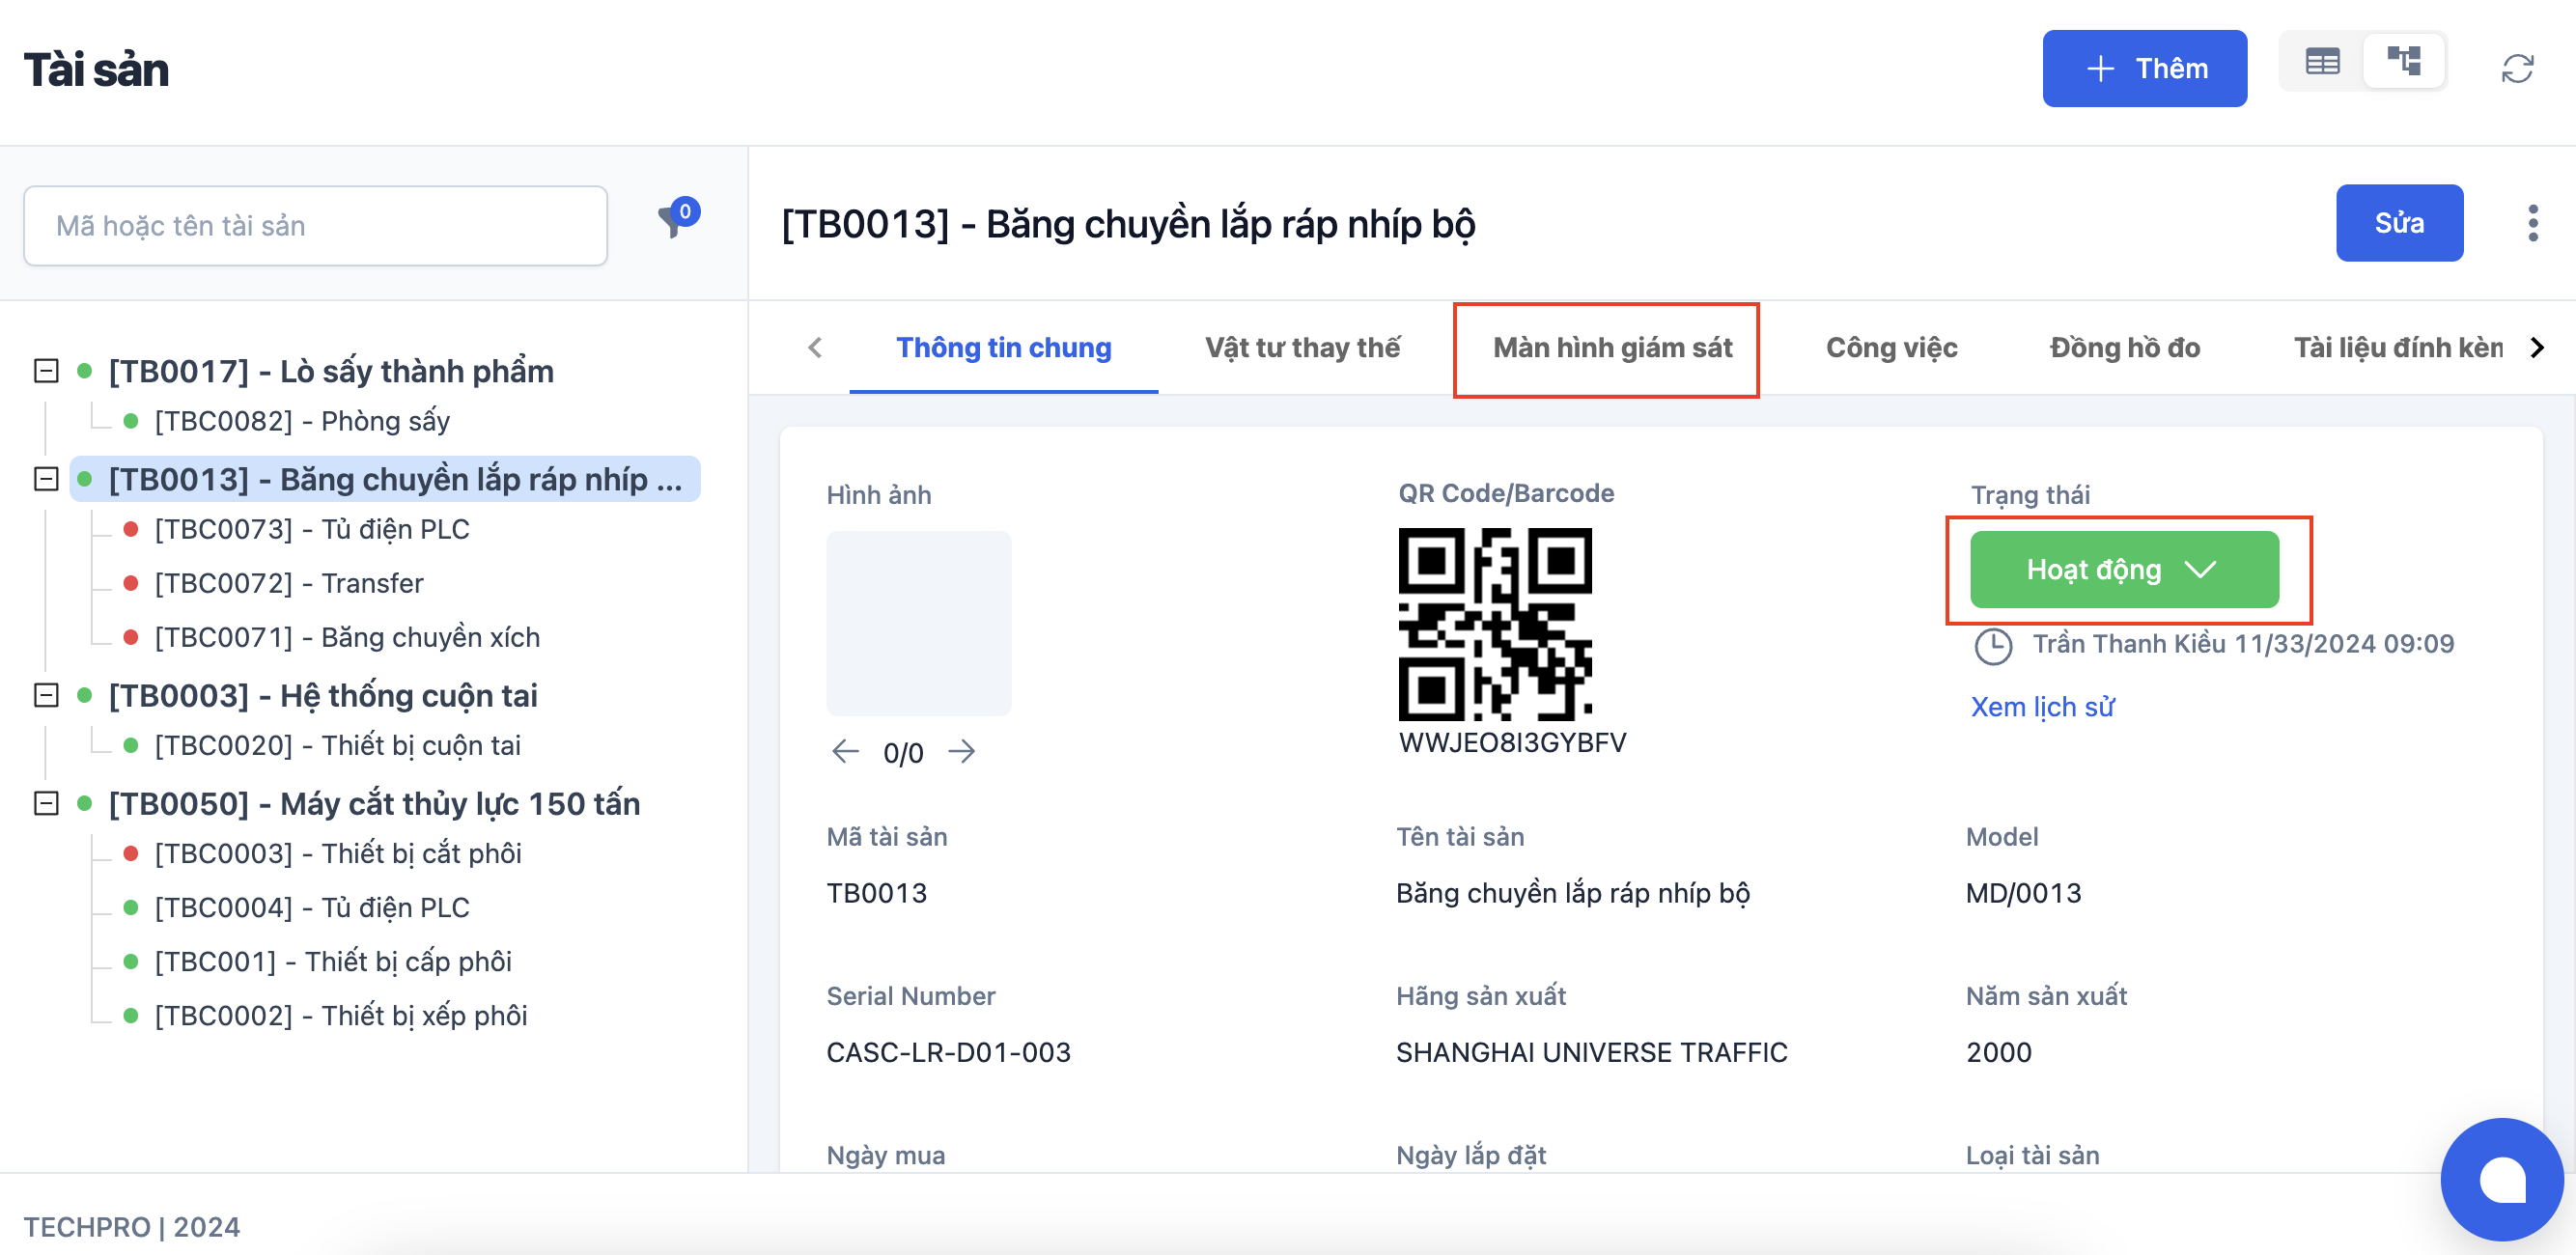 Tài sản
Thêm
Mã hoặc tên tài sản
0
[TB0017] - Lò sấy thành phẩm
[TBC0082] - Phòng sấy
[TB0013] - Băng chuyền lắp ráp nhíp ...
[TBC0073] - Tủ điện PLC
[TBC0072] - Transfer
[TBC0071] - Băng chuyền xích
[TB0003] - Hệ thống cuộn tai
[TBC0020] - Thiết bị cuộn tai
[TB0050] - Máy cắt thủy lực 150 tấn
[TBC0003] - Thiết bị cắt phôi
[TBC0004] - Tủ điện PLC
[TBC001] - Thiết bị cấp phôi
[TBC0002] - Thiết bị xếp phôi
[TB0013] - Băng chuyền lắp ráp nhíp bộ
Sửa
Thông tin chung Vật tư thay thế Màn hình giám sát Công việc Đồng hồ đo Tài liệu đính kèn
Hình ảnh
0/0
QR Code/Barcode
WWJEO8I3GYBFV
Trạng thái
Hoạt động
Trần Thanh Kiều 11/33/2024 09:09
Xem lịch sử
Mã tài sản
TB0013
Tên tài sản
Băng chuyền lắp ráp nhíp bộ
Model
MD/0013
Serial Number
CASC-LR-D01-003
Hãng sản xuất
SHANGHAI UNIVERSE TRAFFIC
Năm sản xuất
2000
Ngày mua
Ngày lắp đặt
Loại tài sản
TECHPRO | 2024